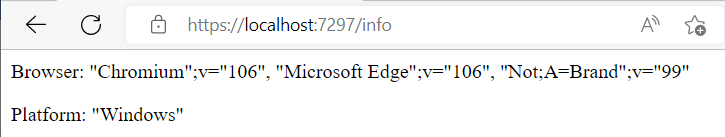 https://localhost:7297/info
Browser: "Chromium";v="106", "Microsoft Edge";v="106", "Not;A=Brand";v="99"
Platform: "Windows"